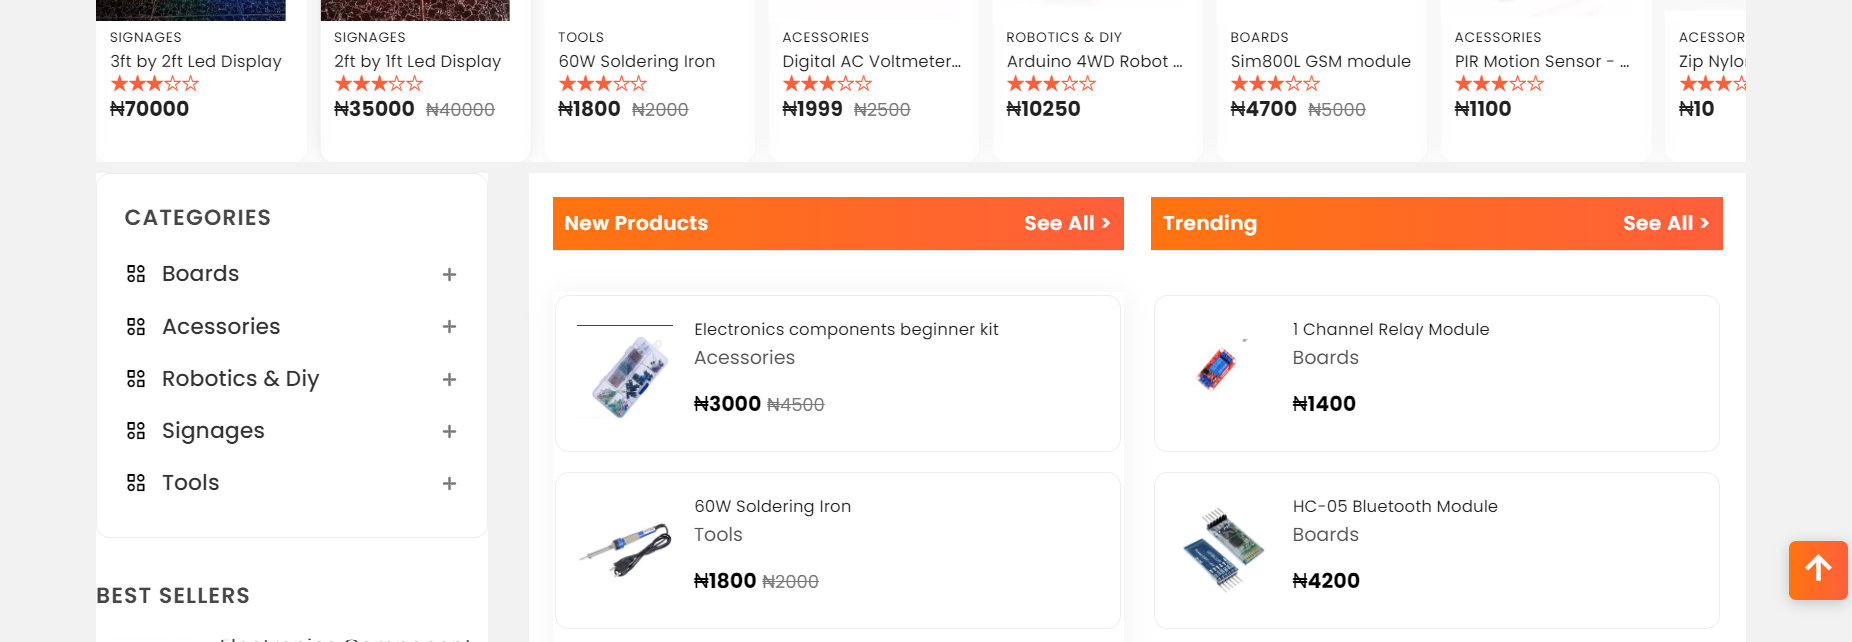 SIGNAGES
3ft by 2ft Led Display
₦70000
SIGNAGES
2ft by 1ft Led Display
₦35000 ₦40000
TOOLS
60W Soldering Iron
₦1800 ₦2000
ACESSORIES
Digital AC Voltmeter...
₦1999 ₦2500
ROBOTICS & DIY
Arduino 4WD Robot ...
₦10250
BOARDS
Sim800L GSM module
₦4700 ₦5000
ACESSORIES
PIR Motion Sensor - ...
₦1100
ACESSOR
Zip Nylo
₦10
CATEGORIES
Boards +
Acessories +
Robotics & Diy +
Signages +
Tools +
BEST SELLERS
New Products See All >
Electronics components beginner kit
Acessories
₦3000 ₦4500
60W Soldering Iron
Tools
₦1800 ₦2000
Trending See All >
1 Channel Relay Module
Boards
₦1400
HC-05 Bluetooth Module
Boards
₦4200